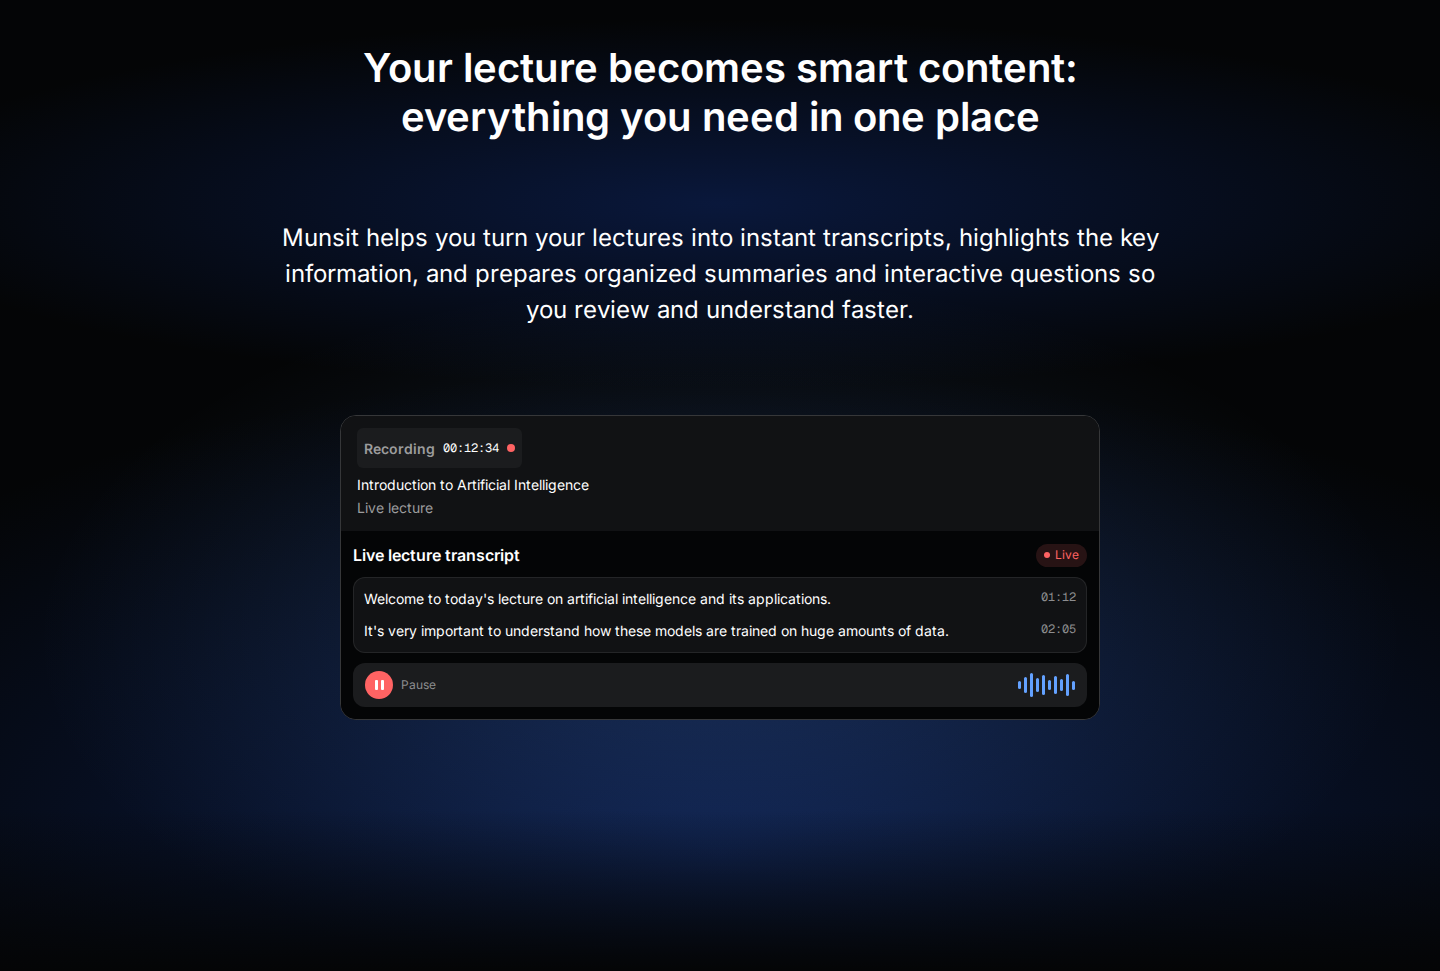 Your lecture becomes smart content:
everything you need in one place
Munsit helps you turn your lectures into instant transcripts, highlights the key
information, and prepares organized summaries and interactive questions so
you review and understand faster.
Recording 00:12:34
Introduction to Artificial Intelligence
Live lecture
Live lecture transcript
Live
Welcome to today's lecture on artificial intelligence and its applications.
01:12
It's very important to understand how these models are trained on huge amounts of data.
02:05
Pause